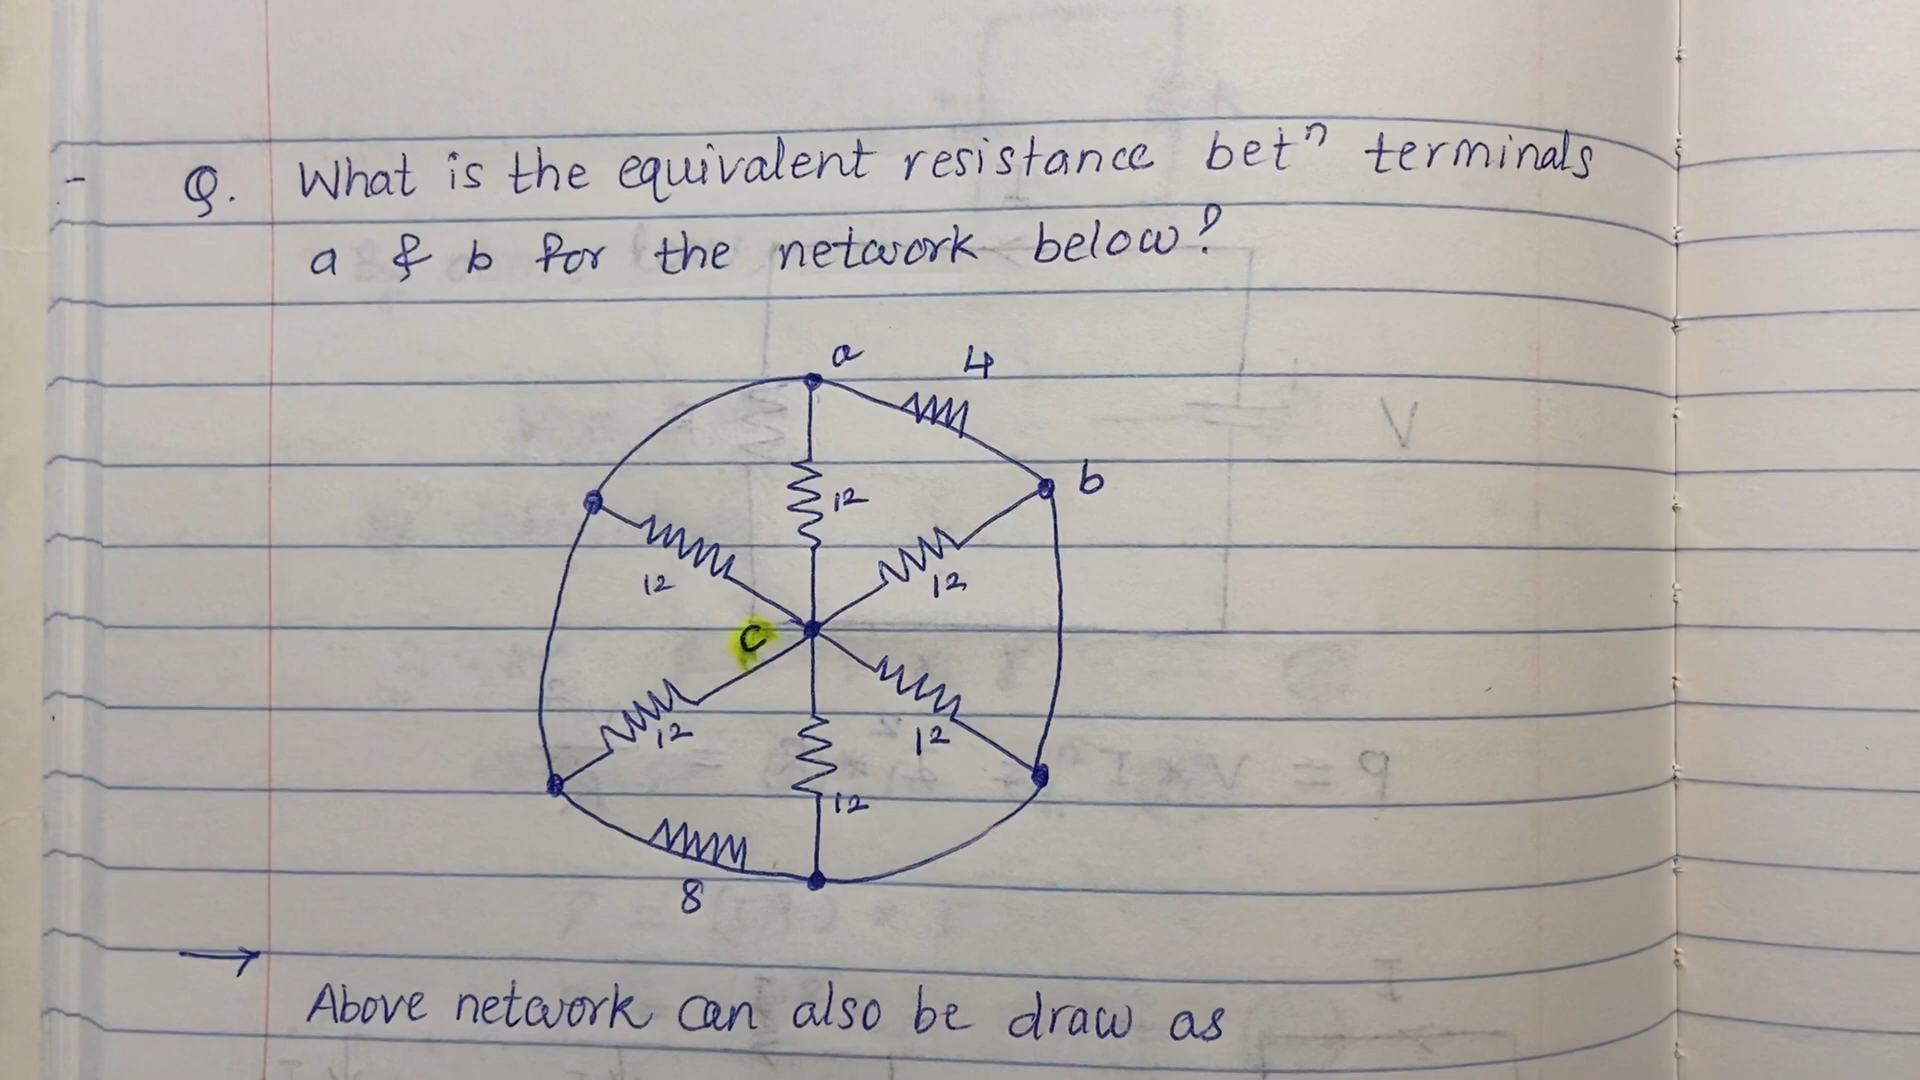 Q. What is the equivalent resistance betⁿ terminals
a & b for the network below?
a 4
b
12
12 12
C
12 12
12
8
→
Above network can also be draw as